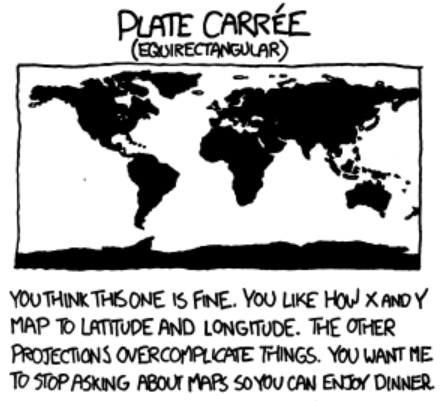 PLATE CARRÉE
(EQUIRECTANGULAR)
YOU THINK THIS ONE IS FINE. YOU LIKE HOW X AND Y
MAP TO LATITUDE AND LONGITUDE. THE OTHER
PROJECTIONS OVERCOMPLICATE THINGS. YOU WANT ME
TO STOP ASKING ABOUT MAPS SO YOU CAN ENJOY DINNER.